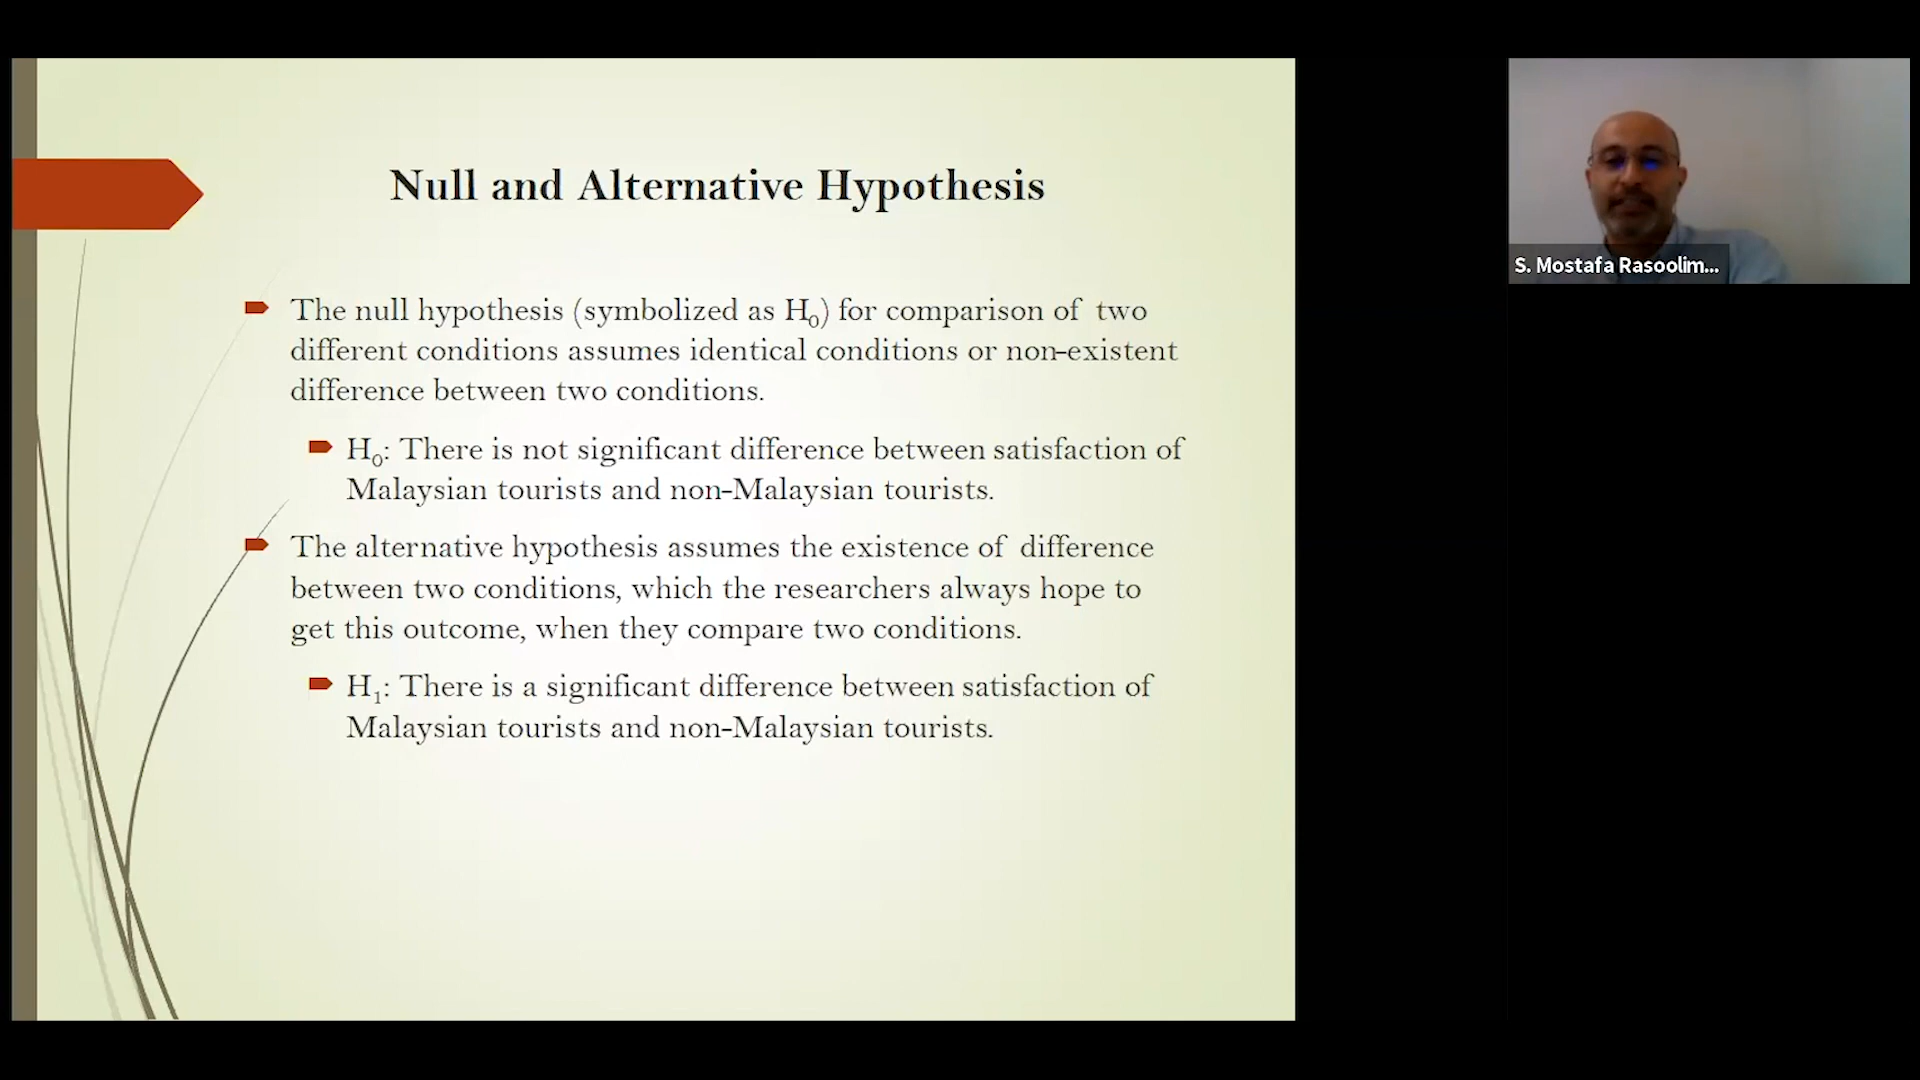 Null and Alternative Hypothesis
The null hypothesis (symbolized as H₀) for comparison of two
different conditions assumes identical conditions or non-existent
difference between two conditions.
H₀: There is not significant difference between satisfaction of
Malaysian tourists and non-Malaysian tourists.
The alternative hypothesis assumes the existence of difference
between two conditions, which the researchers always hope to
get this outcome, when they compare two conditions.
H₁: There is a significant difference between satisfaction of
Malaysian tourists and non-Malaysian tourists.
S. Mostafa Rasoolim...